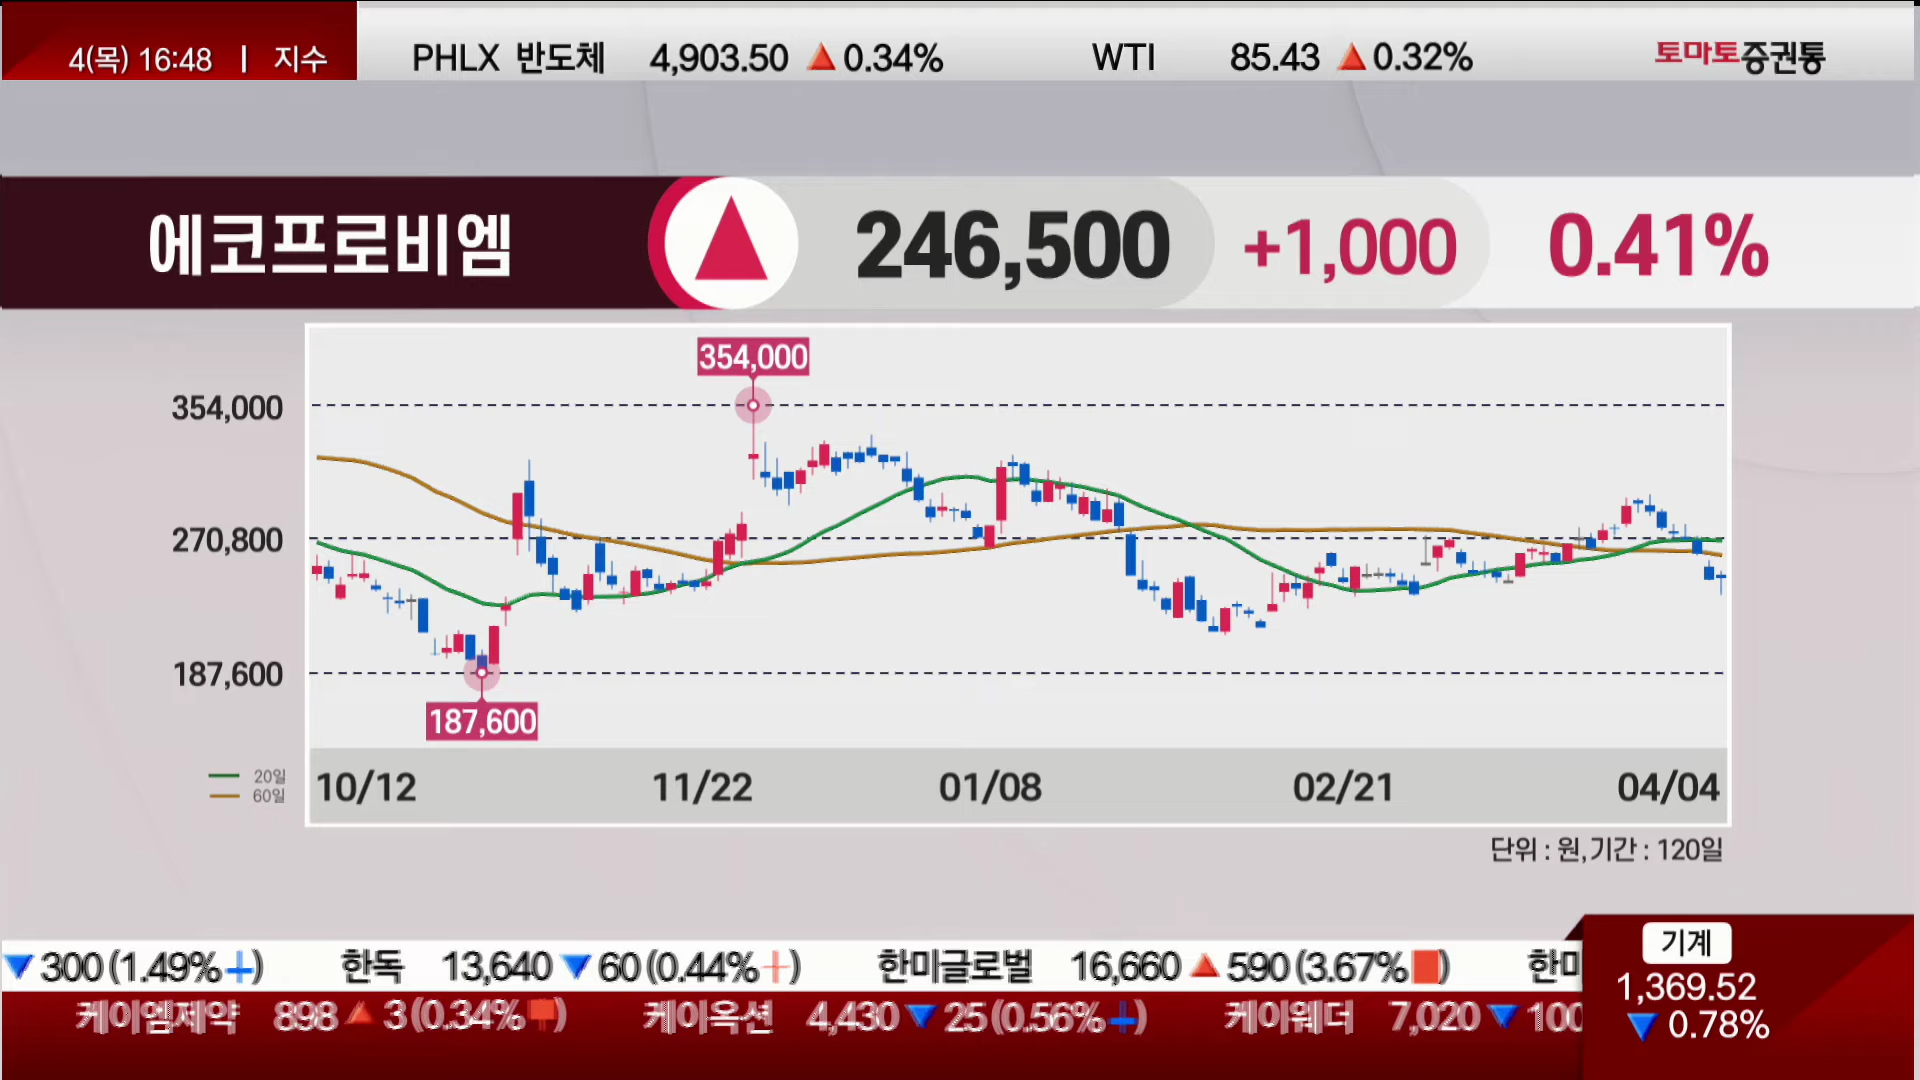 4(목) 16:48 | 지수 PHLX 반도체 4,903.50 ▲ 0.34% WTI 85.43 ▲ 0.32% 토마토증권통
에코프로비엠 ▲ 246,500 +1,000 0.41%
354,000
354,000
270,800
187,600
187,600
20일
60일
10/12 11/22 01/08 02/21 04/04
단위 : 원, 기간 : 120일
▼ 300 (1.49%) 한독 13,640 ▼ 60 (0.44%) 한미글로벌 16,660 ▲ 590 (3.67%) 한미
케이엠제약 898 ▲ 3 (0.34%) 케이옥션 4,430 ▼ 25 (0.56%) 케이웨더 7,020 ▼ 100
기계
1,369.52
▼ 0.78%